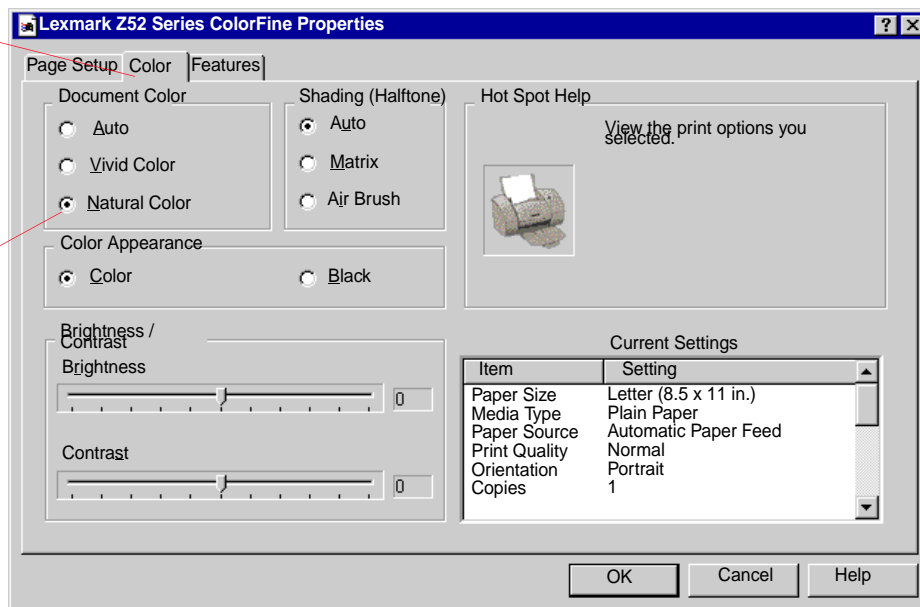 Lexmark Z52 Series ColorFine Properties
Page Setup Color Features
Document Color
Auto
Vivid Color
Natural Color
Shading (Halftone)
Auto
Matrix
Air Brush
Hot Spot Help
View the print options you
selected.
Color Appearance
Color
Black
Brightness /
Contrast
Brightness
0
Contrast
0
Current Settings
Item Setting
Paper Size Letter (8.5 x 11 in.)
Media Type Plain Paper
Paper Source Automatic Paper Feed
Print Quality Normal
Orientation Portrait
Copies 1
OK Cancel Help